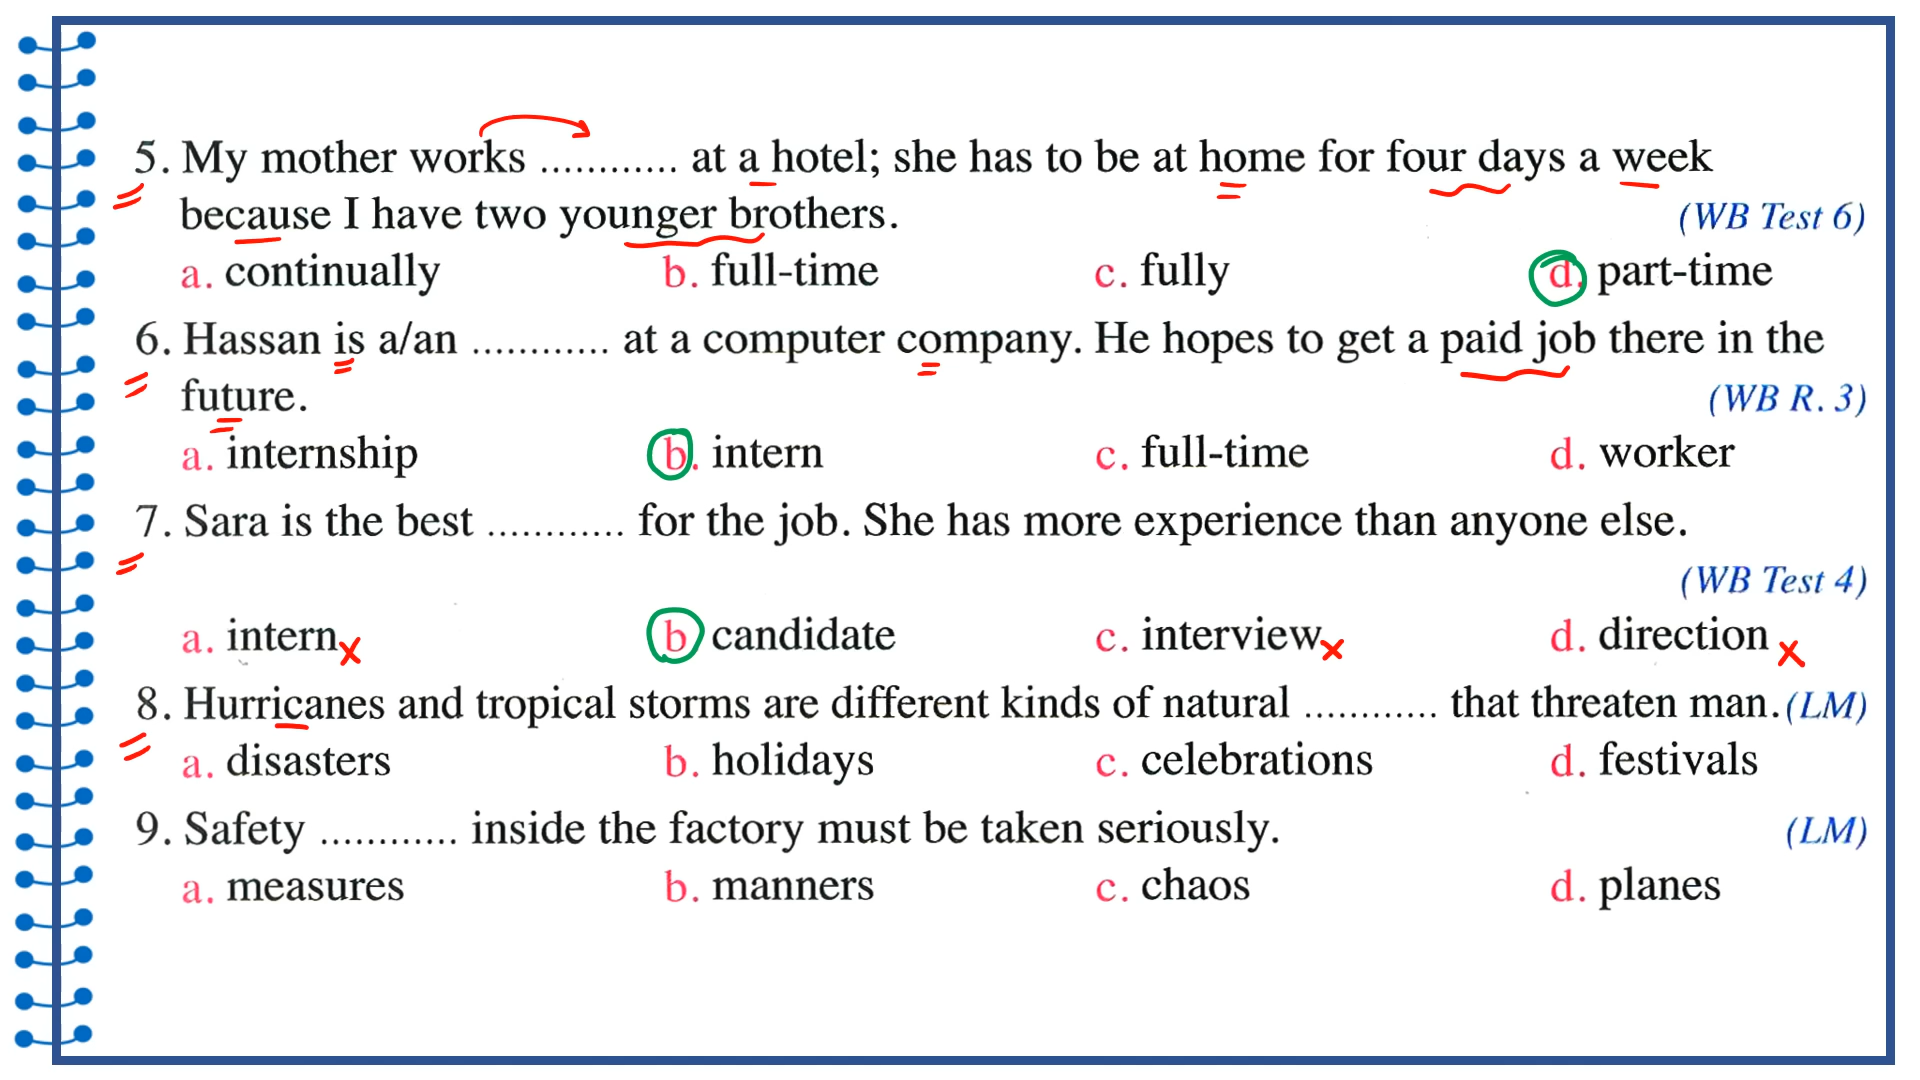 5. My mother works ............ at a hotel; she has to be at home for four days a week
because I have two younger brothers. (WB Test 6)
a. continually b. full-time c. fully d. part-time
6. Hassan is a/an ............ at a computer company. He hopes to get a paid job there in the
future. (WB R. 3)
a. internship b. intern c. full-time d. worker
7. Sara is the best ............ for the job. She has more experience than anyone else.
(WB Test 4)
a. intern x b candidate c. interview x d. direction x
8. Hurricanes and tropical storms are different kinds of natural ............ that threaten man. (LM)
a. disasters b. holidays c. celebrations d. festivals
9. Safety ............ inside the factory must be taken seriously. (LM)
a. measures b. manners c. chaos d. planes